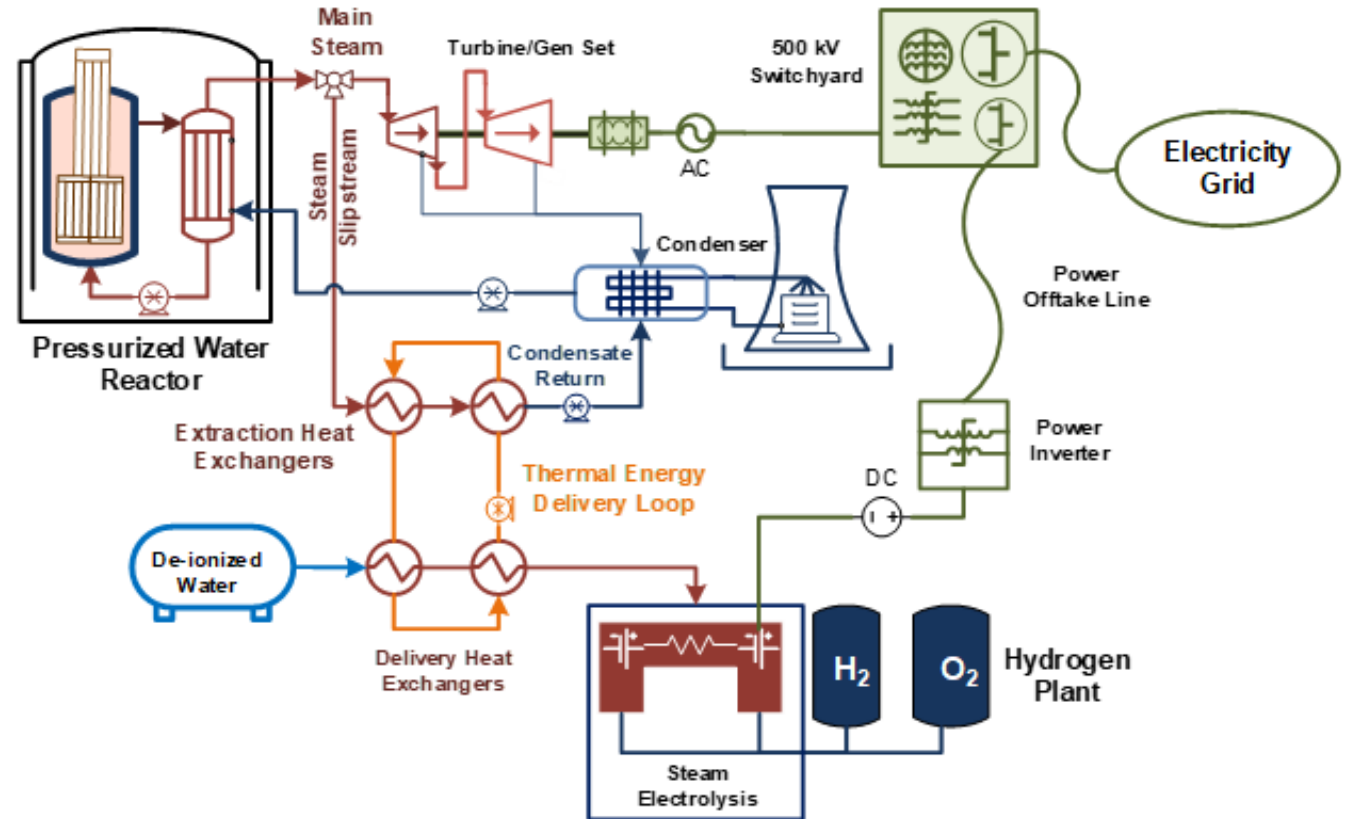 Main
Steam
Turbine/Gen Set
500 kV
Switchyard
AC
Electricity
Grid
Steam
Slipstream
Condenser
Power
Offtake Line
Pressurized Water
Reactor
Condensate
Return
Extraction Heat
Exchangers
Power
Inverter
Thermal Energy
Delivery Loop
DC
De-ionized
Water
Delivery Heat
Exchangers
H2
O2
Hydrogen
Plant
Steam
Electrolysis